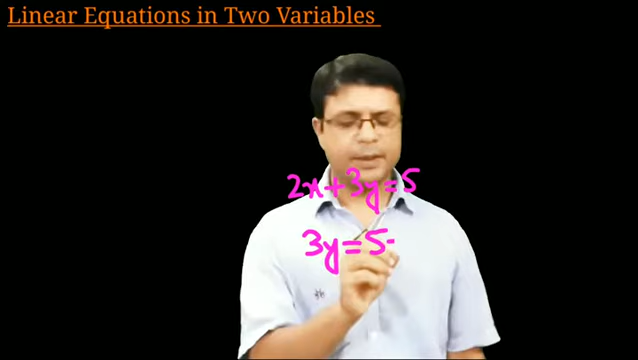 Linear Equations in Two Variables
2x+3y=5
3y=5-